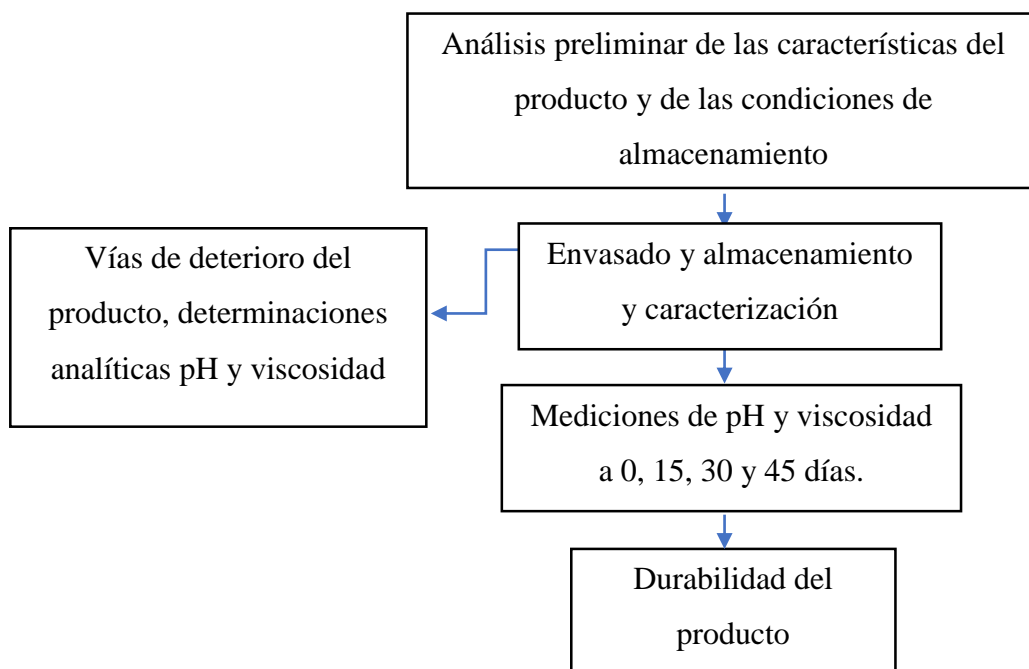 Análisis preliminar de las características del
producto y de las condiciones de
almacenamiento
Envasado y almacenamiento
y caracterización
Vías de deterioro del
producto, determinaciones
analíticas pH y viscosidad
Mediciones de pH y viscosidad
a 0, 15, 30 y 45 días.
Durabilidad del
producto